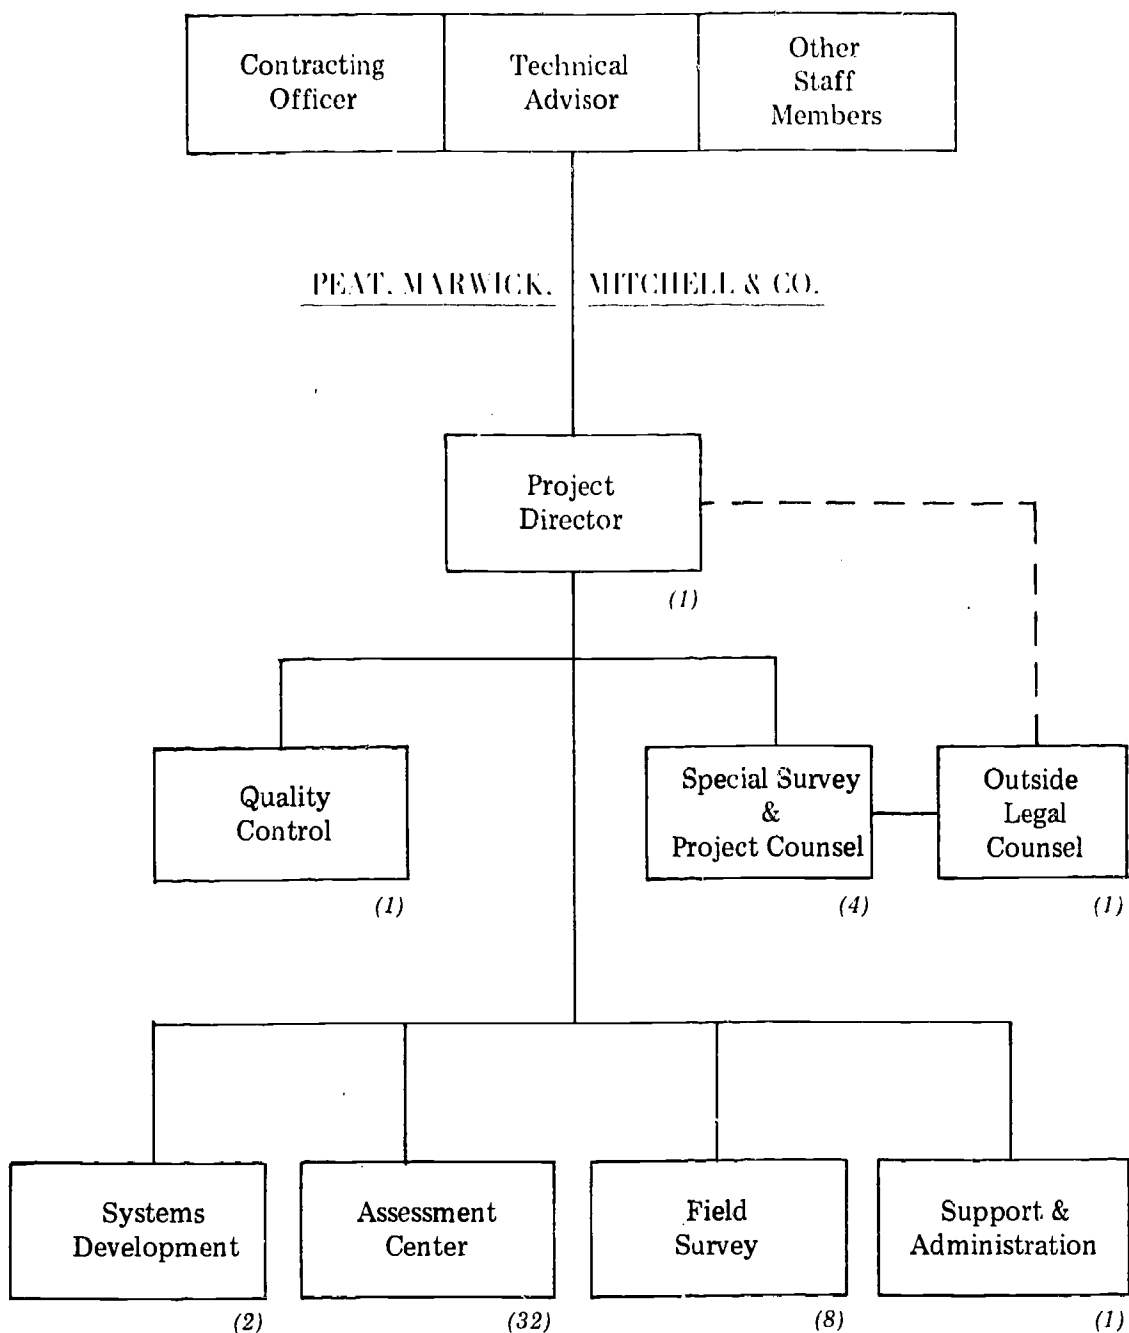 Contracting
Officer
Technical
Advisor
Other
Staff
Members
PEAT, MARWICK, MITCHELL & CO.
Project
Director
(1)
Quality
Control
(1)
Special Survey
&
Project Counsel
(4)
Outside
Legal
Counsel
(1)
Systems
Development
(2)
Assessment
Center
(32)
Field
Survey
(8)
Support &
Administration
(1)